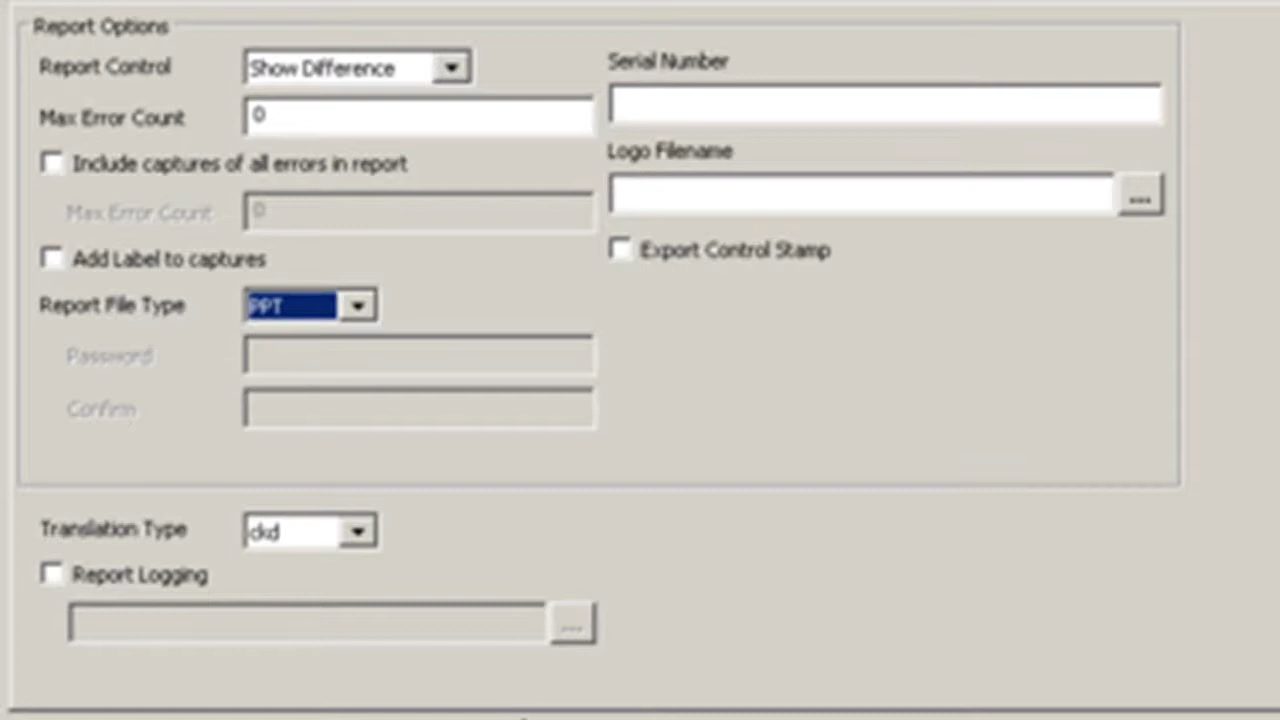 Report Options
Report Control
Show Difference
Serial Number
Max Error Count
0
Include captures of all errors in report
Logo Filename
...
Max Error Count
0
Add Label to captures
Export Control Stamp
Report File Type
PPT
Password
Confirm
Translation Type
ckd
Report Logging
...